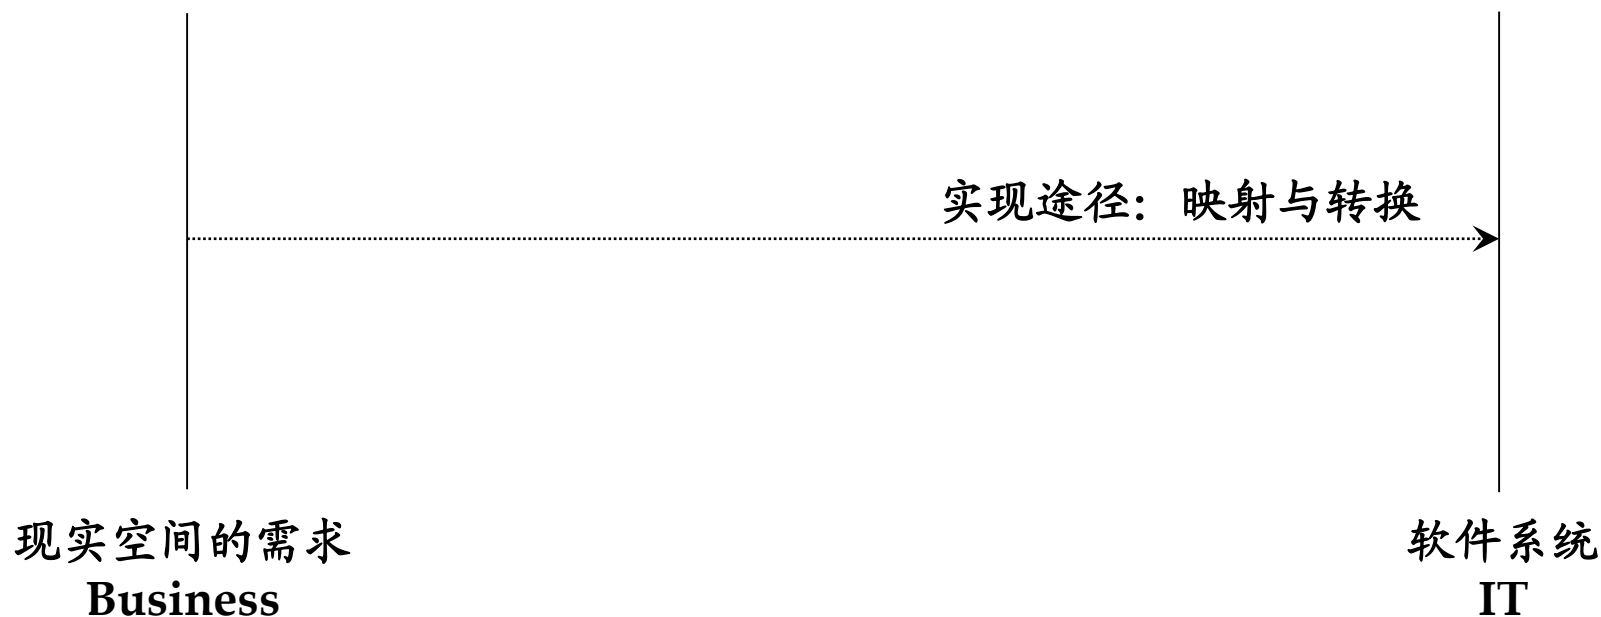 实现途径：映射与转换
现实空间的需求
Business
软件系统
IT